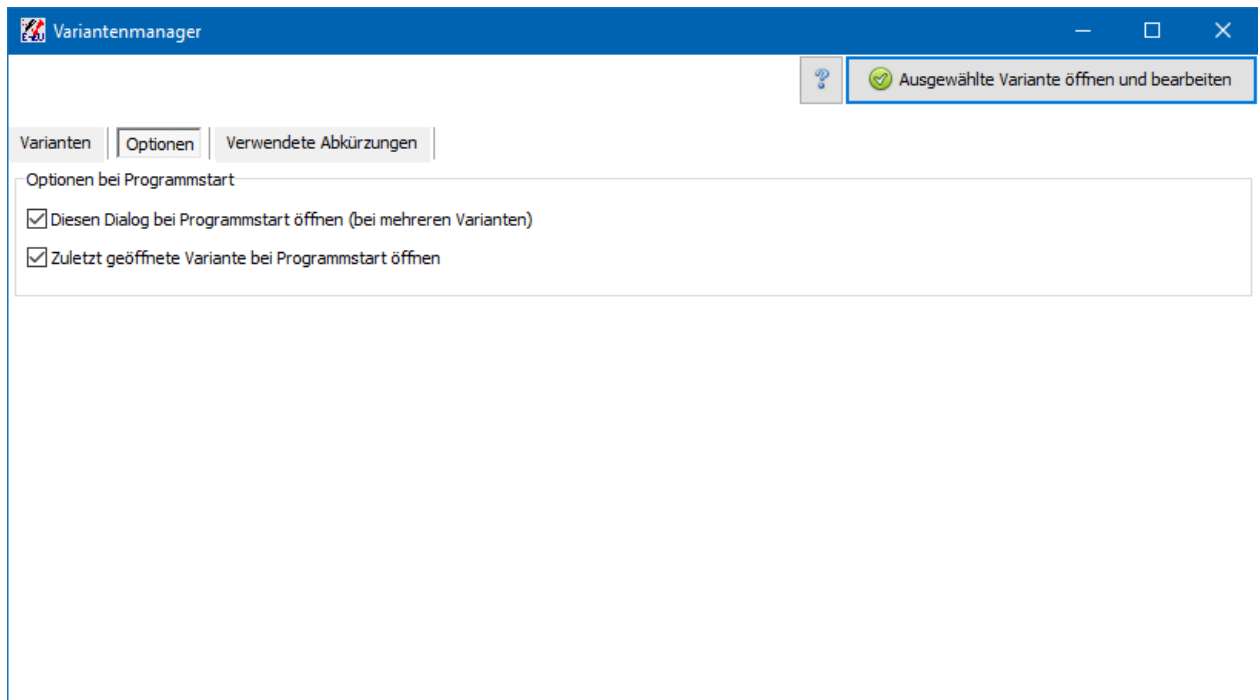 Variantenmanager
Ausgewählte Variante öffnen und bearbeiten
Varianten Optionen Verwendete Abkürzungen
Optionen bei Programmstart
Diesen Dialog bei Programmstart öffnen (bei mehreren Varianten)
Zuletzt geöffnete Variante bei Programmstart öffnen